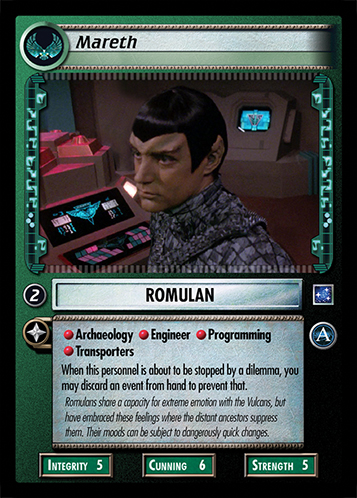 Mareth
2 ROMULAN
• Archaeology • Engineer • Programming
• Transporters
A
When this personnel is about to be stopped by a dilemma, you
may discard an event from hand to prevent that.
Romulans share a capacity for extreme emotion with the Vulcans, but
have embraced these feelings where the distant ancestors suppress
them. Their moods can be subject to dangerously quick changes.
INTEGRITY 5 CUNNING 6 STRENGTH 5